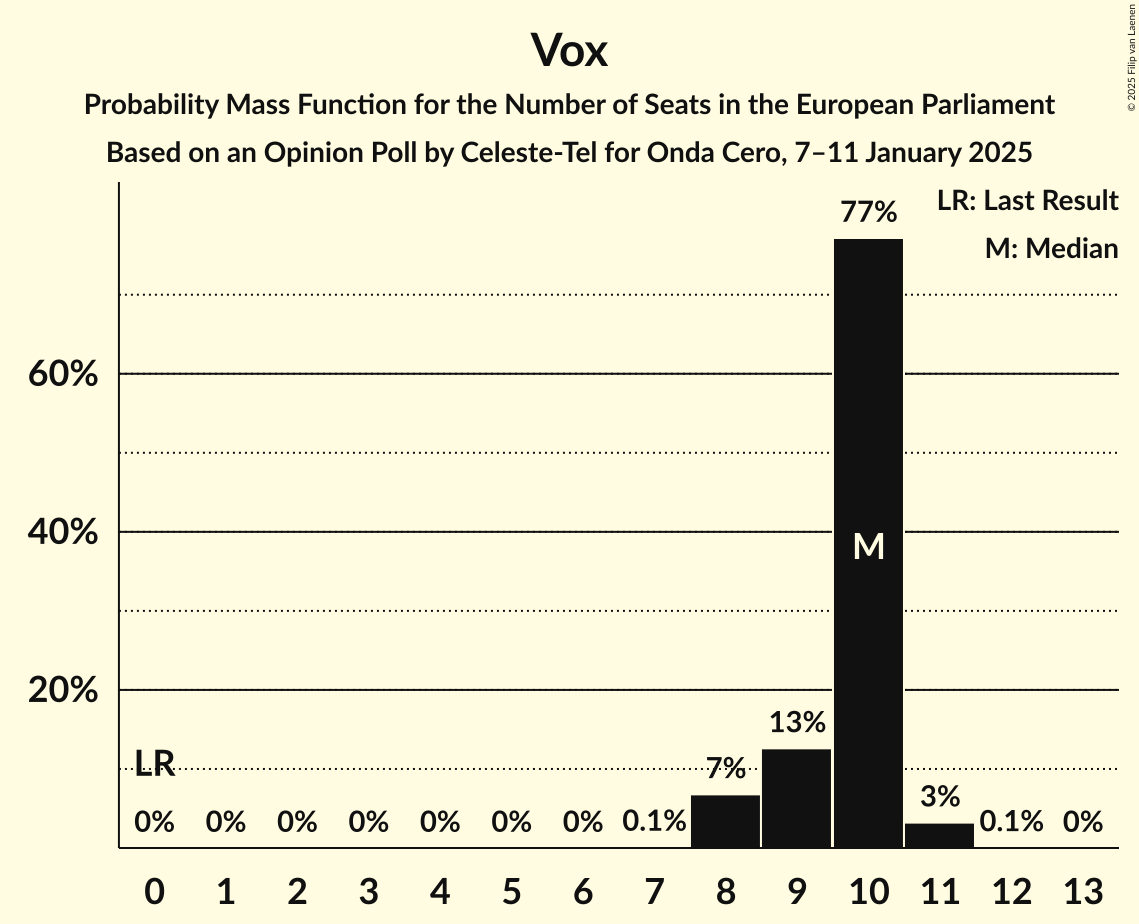 Vox
Probability Mass Function for the Number of Seats in the European Parliament
Based on an Opinion Poll by Celeste-Tel for Onda Cero, 7–11 January 2025
© 2025 Filip van Laenen
LR: Last Result
M: Median
77%
60%
40%
M
20%
13%
LR
7%
3%
0% 0% 0% 0% 0% 0% 0% 0.1% 0.1% 0%
0 1 2 3 4 5 6 7 8 9 10 11 12 13